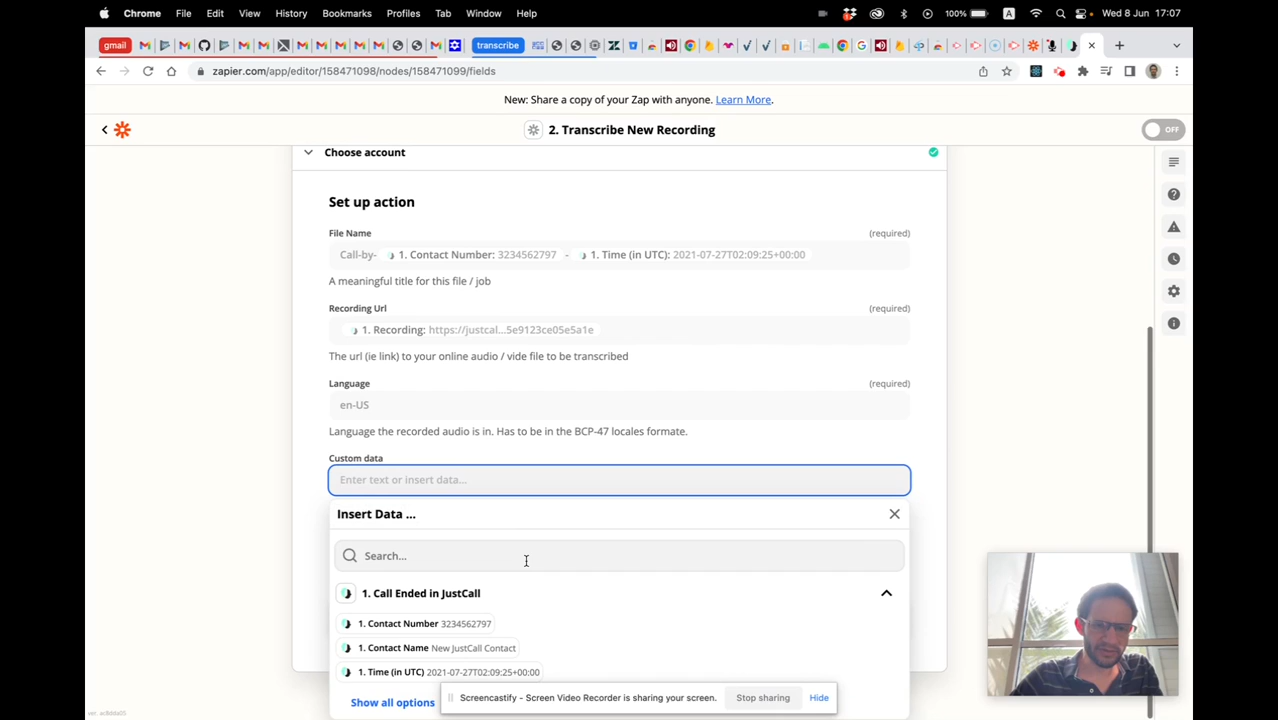 Chrome File Edit View History Bookmarks Profiles Tab Window Help 100% A Wed 8 Jun 17:07
gmail transcribe
zapier.com/app/editor/158471098/nodes/158471099/fields
New: Share a copy of your Zap with anyone. Learn More.
2. Transcribe New Recording OFF
Choose account
Set up action
File Name (required)
Call-by- 1. Contact Number: 3234562797 - 1. Time (in UTC): 2021-07-27T02:09:25+00:00
A meaningful title for this file / job
Recording Url (required)
1. Recording: https://justcal...5e9123ce05e5a1e
The url (ie link) to your online audio / vide file to be transcribed
Language (required)
en-US
Language the recorded audio is in. Has to be in the BCP-47 locales formate.
Custom data
Enter text or insert data...
Insert Data ...
Search...
1. Call Ended in JustCall
1. Contact Number 3234562797
1. Contact Name New JustCall Contact
1. Time (in UTC) 2021-07-27T02:09:25+00:00
Show all options
Screencastify - Screen Video Recorder is sharing your screen. Stop sharing Hide